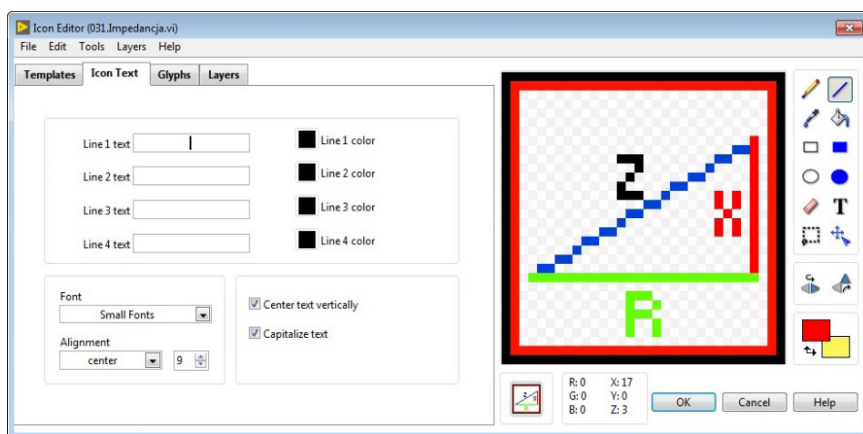 Icon Editor (031.Impedancja.vi)
File Edit Tools Layers Help
Templates Icon Text Glyphs Layers
Line 1 text Line 1 color
Line 2 text Line 2 color
Line 3 text Line 3 color
Line 4 text Line 4 color
Font
Small Fonts
Alignment
center 9
Center text vertically
Capitalize text
Z
X
R
T
R: 0 X: 17
G: 0 Y: 0
B: 0 Z: 3
OK Cancel Help